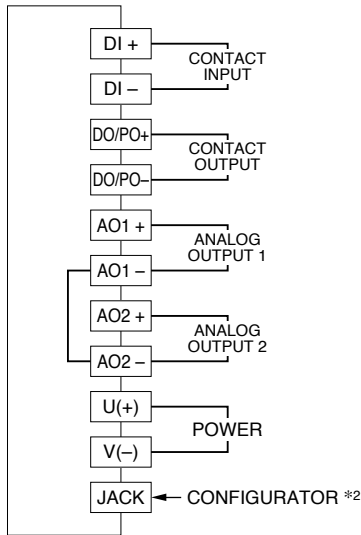 DI +
CONTACT
INPUT
DI –
DO/PO+
CONTACT
OUTPUT
DO/PO–
AO1 +
ANALOG
OUTPUT 1
AO1 –
AO2 +
ANALOG
OUTPUT 2
AO2 –
U(+)
POWER
V(–)
JACK
CONFIGURATOR *2